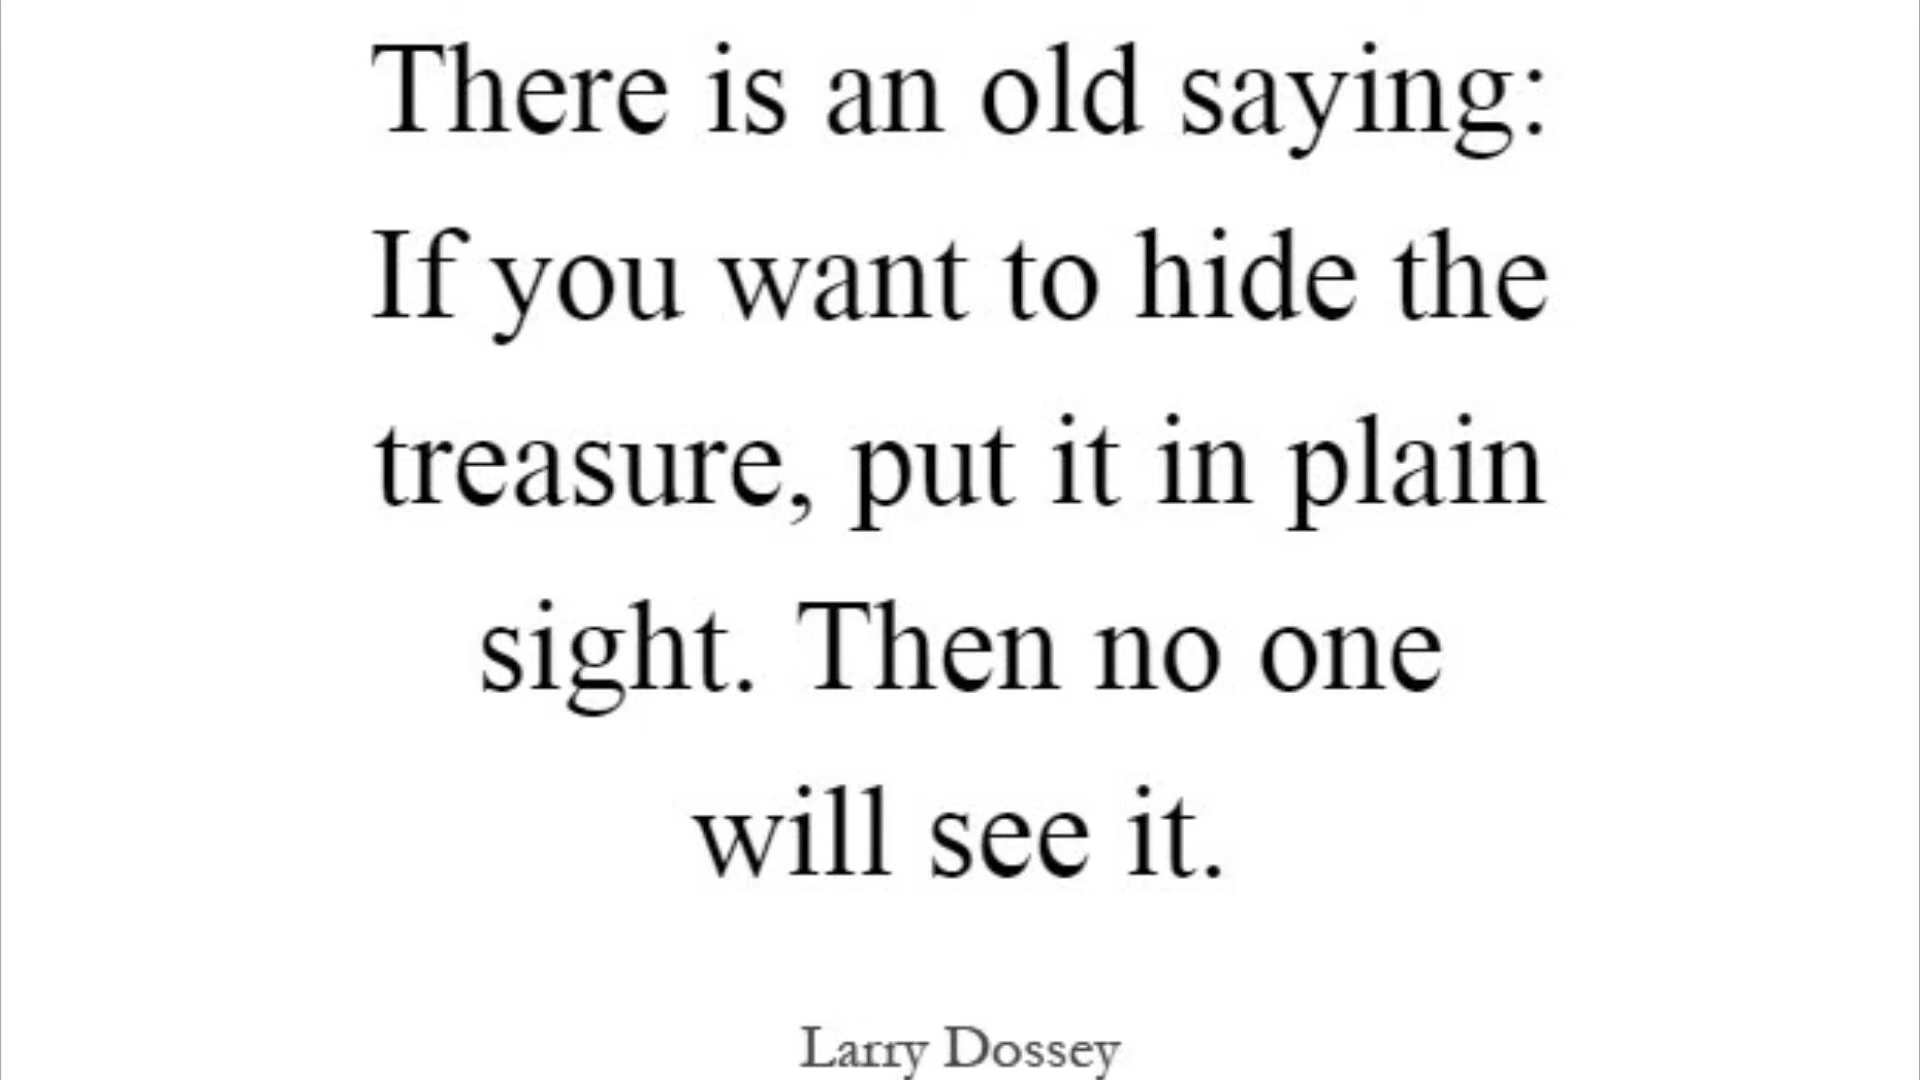 There is an old saying:
If you want to hide the
treasure, put it in plain
sight. Then no one
will see it.
Larry Dossey